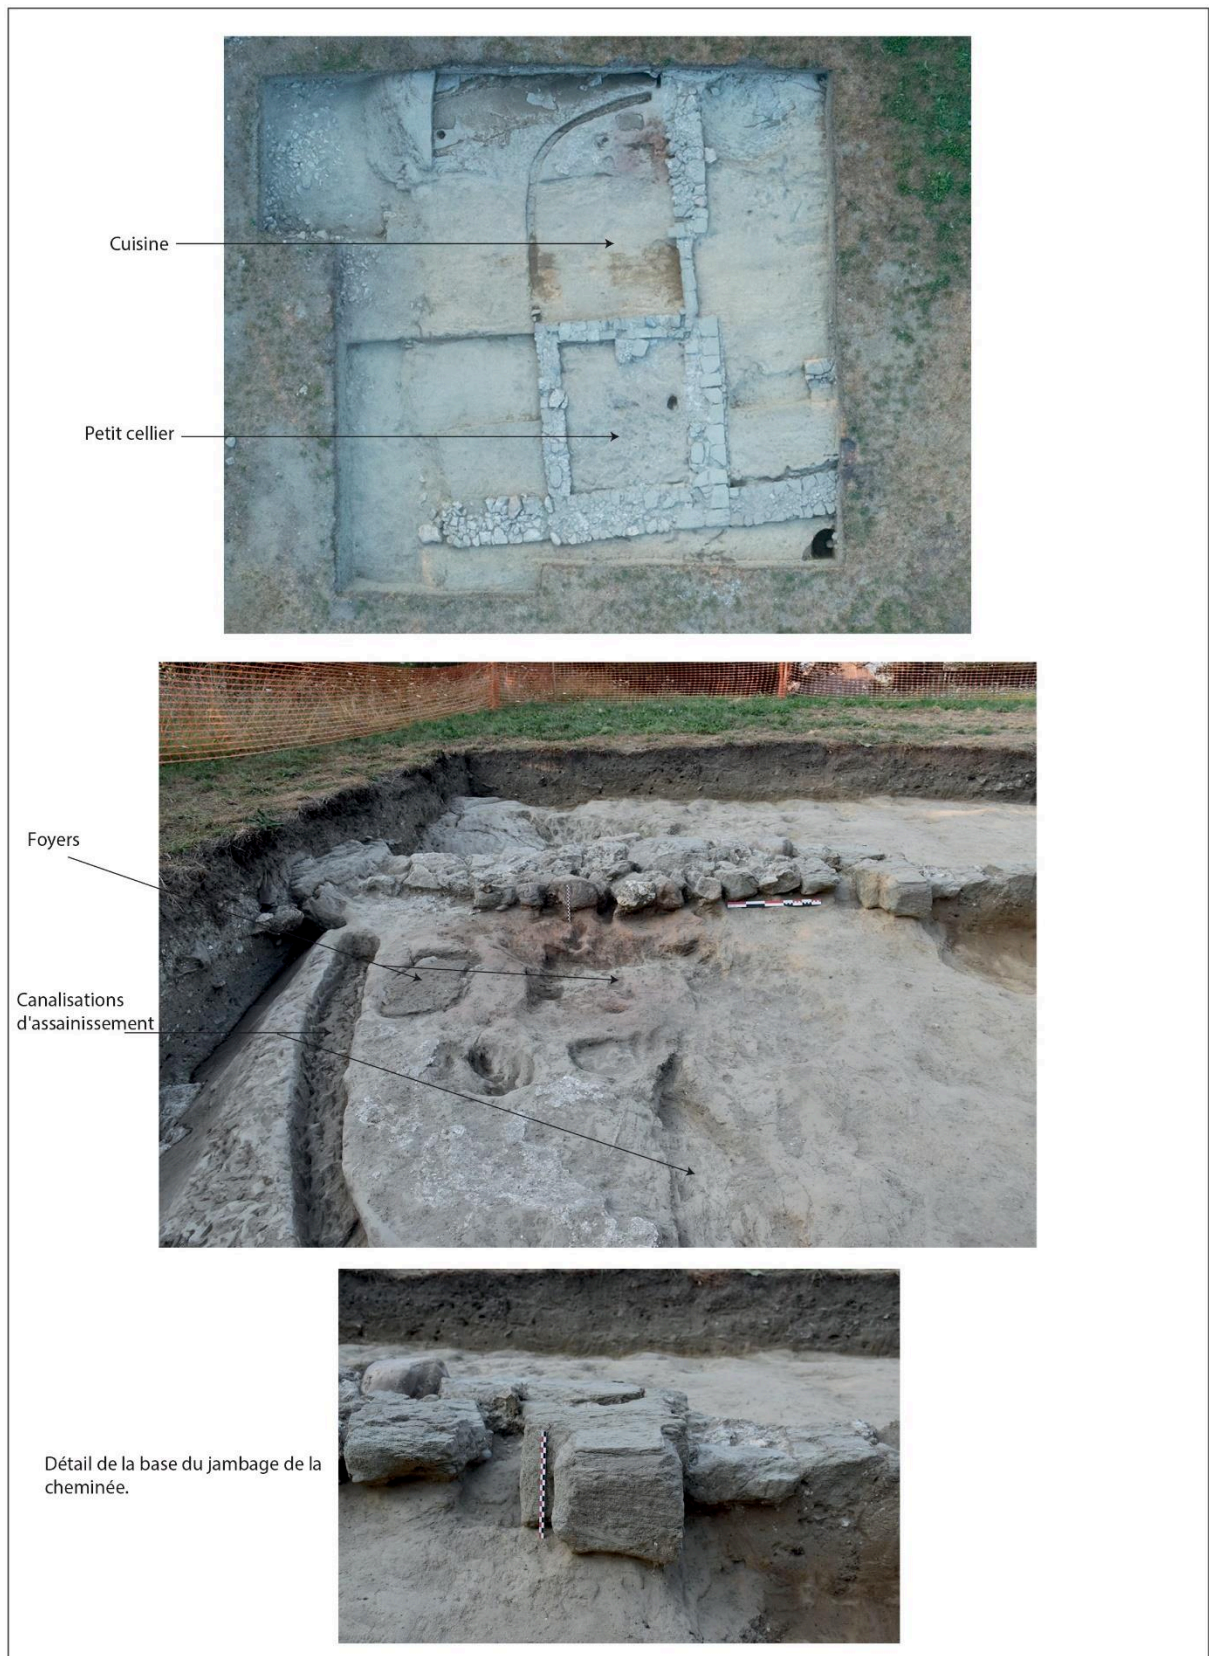 Cuisine
Petit cellier
Foyers
Canalisations
d'assainissement
Détail de la base du jambage de la
cheminée.